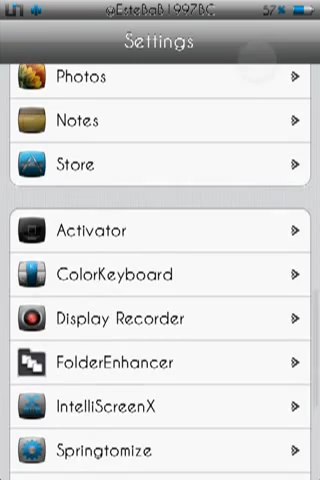 @EsteBaB1997BC 57%
Settings
Photos
Notes
Store
Activator
ColorKeyboard
Display Recorder
FolderEnhancer
IntelliScreenX
Springtomize